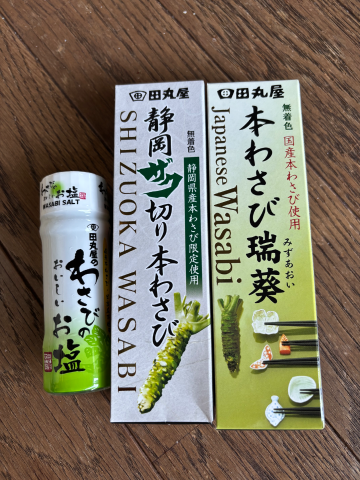 お塩
WASABI SALT
田丸屋の
わさびの
おいしい
お塩
田丸屋
静岡ザク切り本わさび
無着色
静岡県産本わさび限定使用
SHIZUOKA WASABI
田丸屋
本わさび瑞葵
みずあおい
無着色
国産本わさび使用
Japanese Wasabi